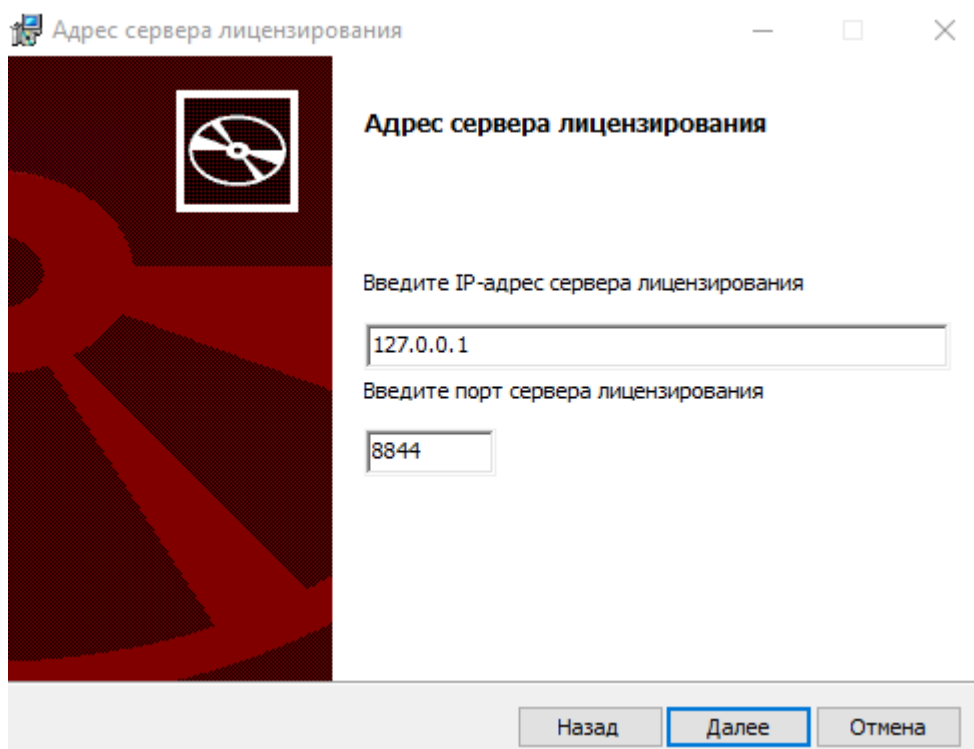 Адрес сервера лицензирования
Адрес сервера лицензирования
Введите IP-адрес сервера лицензирования
127.0.0.1
Введите порт сервера лицензирования
8844
Назад Далее Отмена